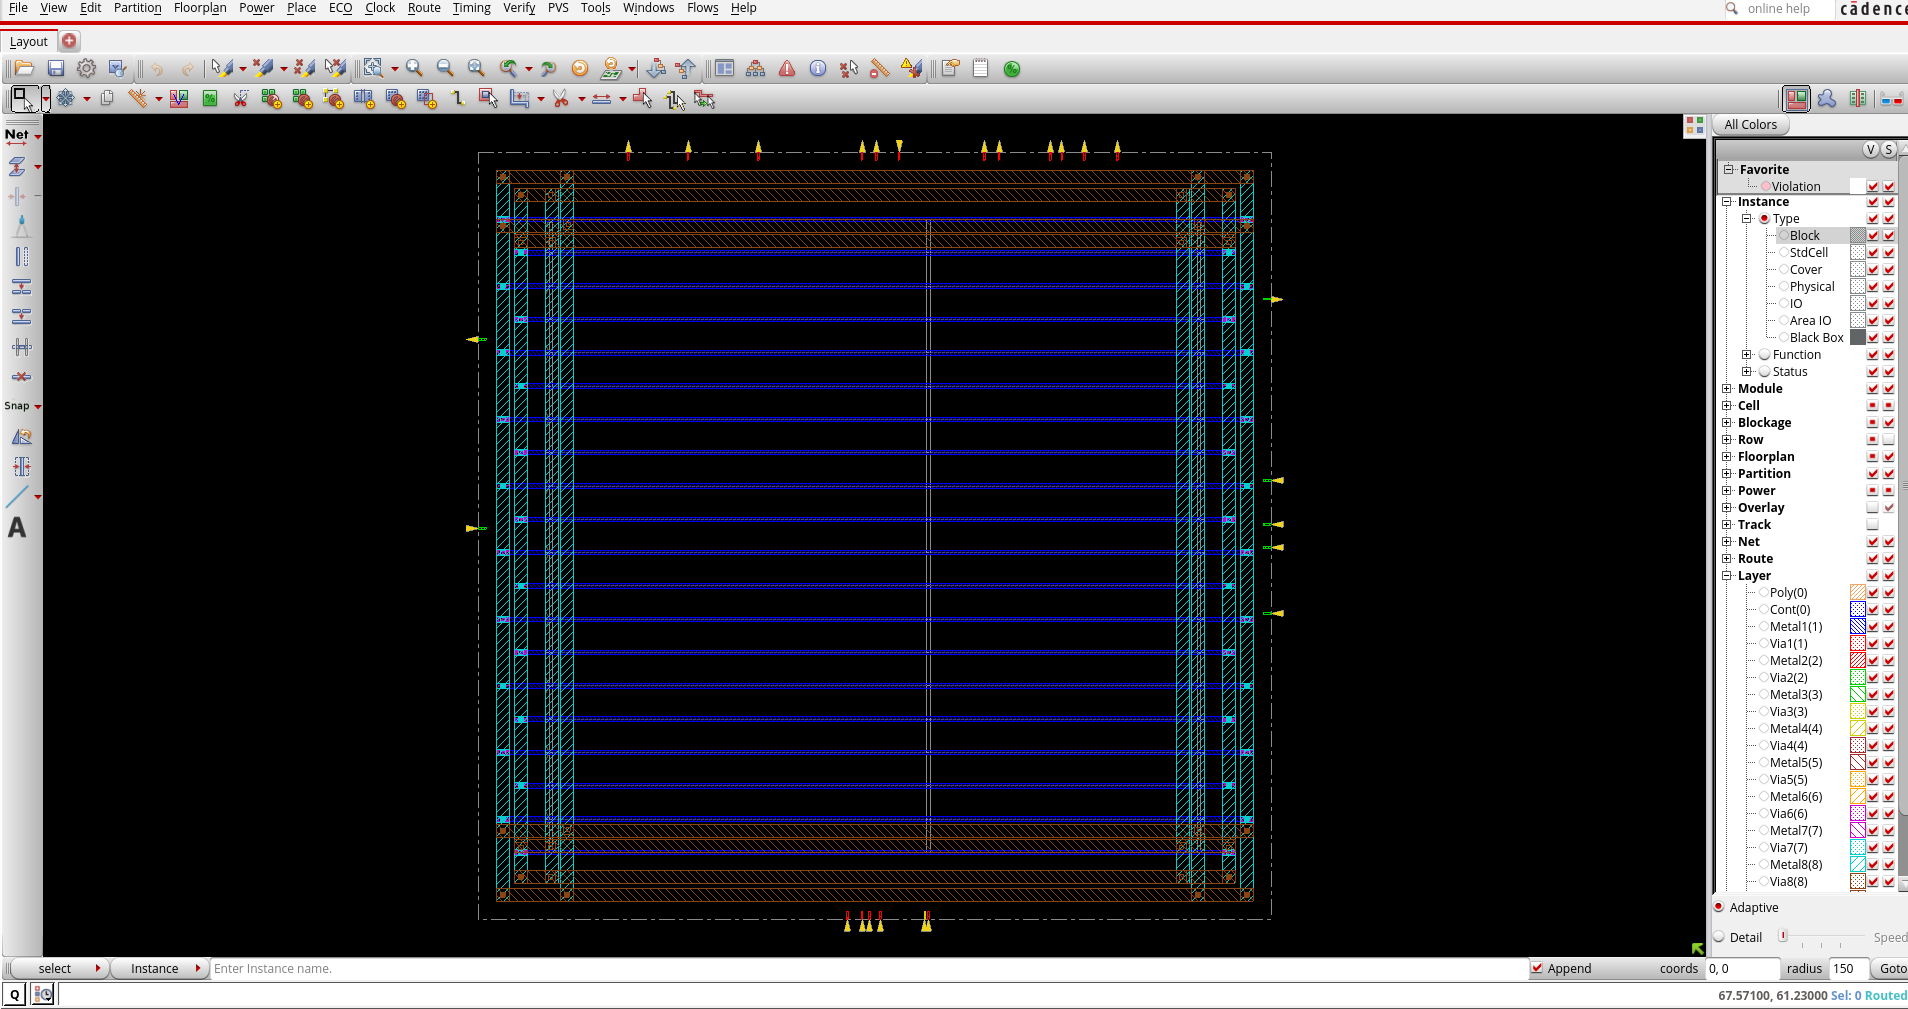 File View Edit Partition Floorplan Power Place ECO Clock Route Timing Verify PVS Tools Windows Flows Help
online help
cādence
Layout
Net
Snap
A
All Colors
V S
Favorite
Violation
Instance
Type
Block
StdCell
Cover
Physical
IO
Area IO
Black Box
Function
Status
Module
Cell
Blockage
Row
Floorplan
Partition
Power
Overlay
Track
Net
Route
Layer
Poly(0)
Cont(0)
Metal1(1)
Via1(1)
Metal2(2)
Via2(2)
Metal3(3)
Via3(3)
Metal4(4)
Via4(4)
Metal5(5)
Via5(5)
Metal6(6)
Via6(6)
Metal7(7)
Via7(7)
Metal8(8)
Via8(8)
Adaptive
Detail Speed
select Instance Enter Instance name. Append coords 0, 0 radius 150 Goto
Q
67.57100, 61.23000 Sel: 0 Routed